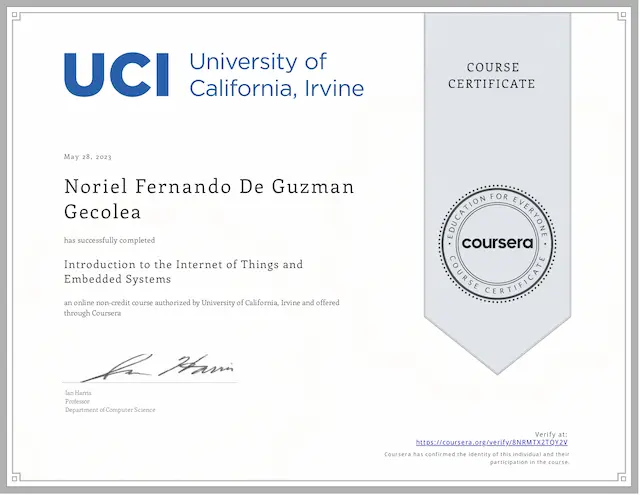 UCI University of
California, Irvine
COURSE
CERTIFICATE
May 28, 2023
Noriel Fernando De Guzman
Gecolea
has successfully completed
Introduction to the Internet of Things and
Embedded Systems
an online non-credit course authorized by University of California, Irvine and offered
through Coursera
EDUCATION FOR EVERYONE
coursera
COURSE CERTIFICATE
Ian Harris
Ian Harris
Professor
Department of Computer Science
Verify at:
https://coursera.org/verify/8NRMTX2TQY2V
Coursera has confirmed the identity of this individual and their
participation in the course.